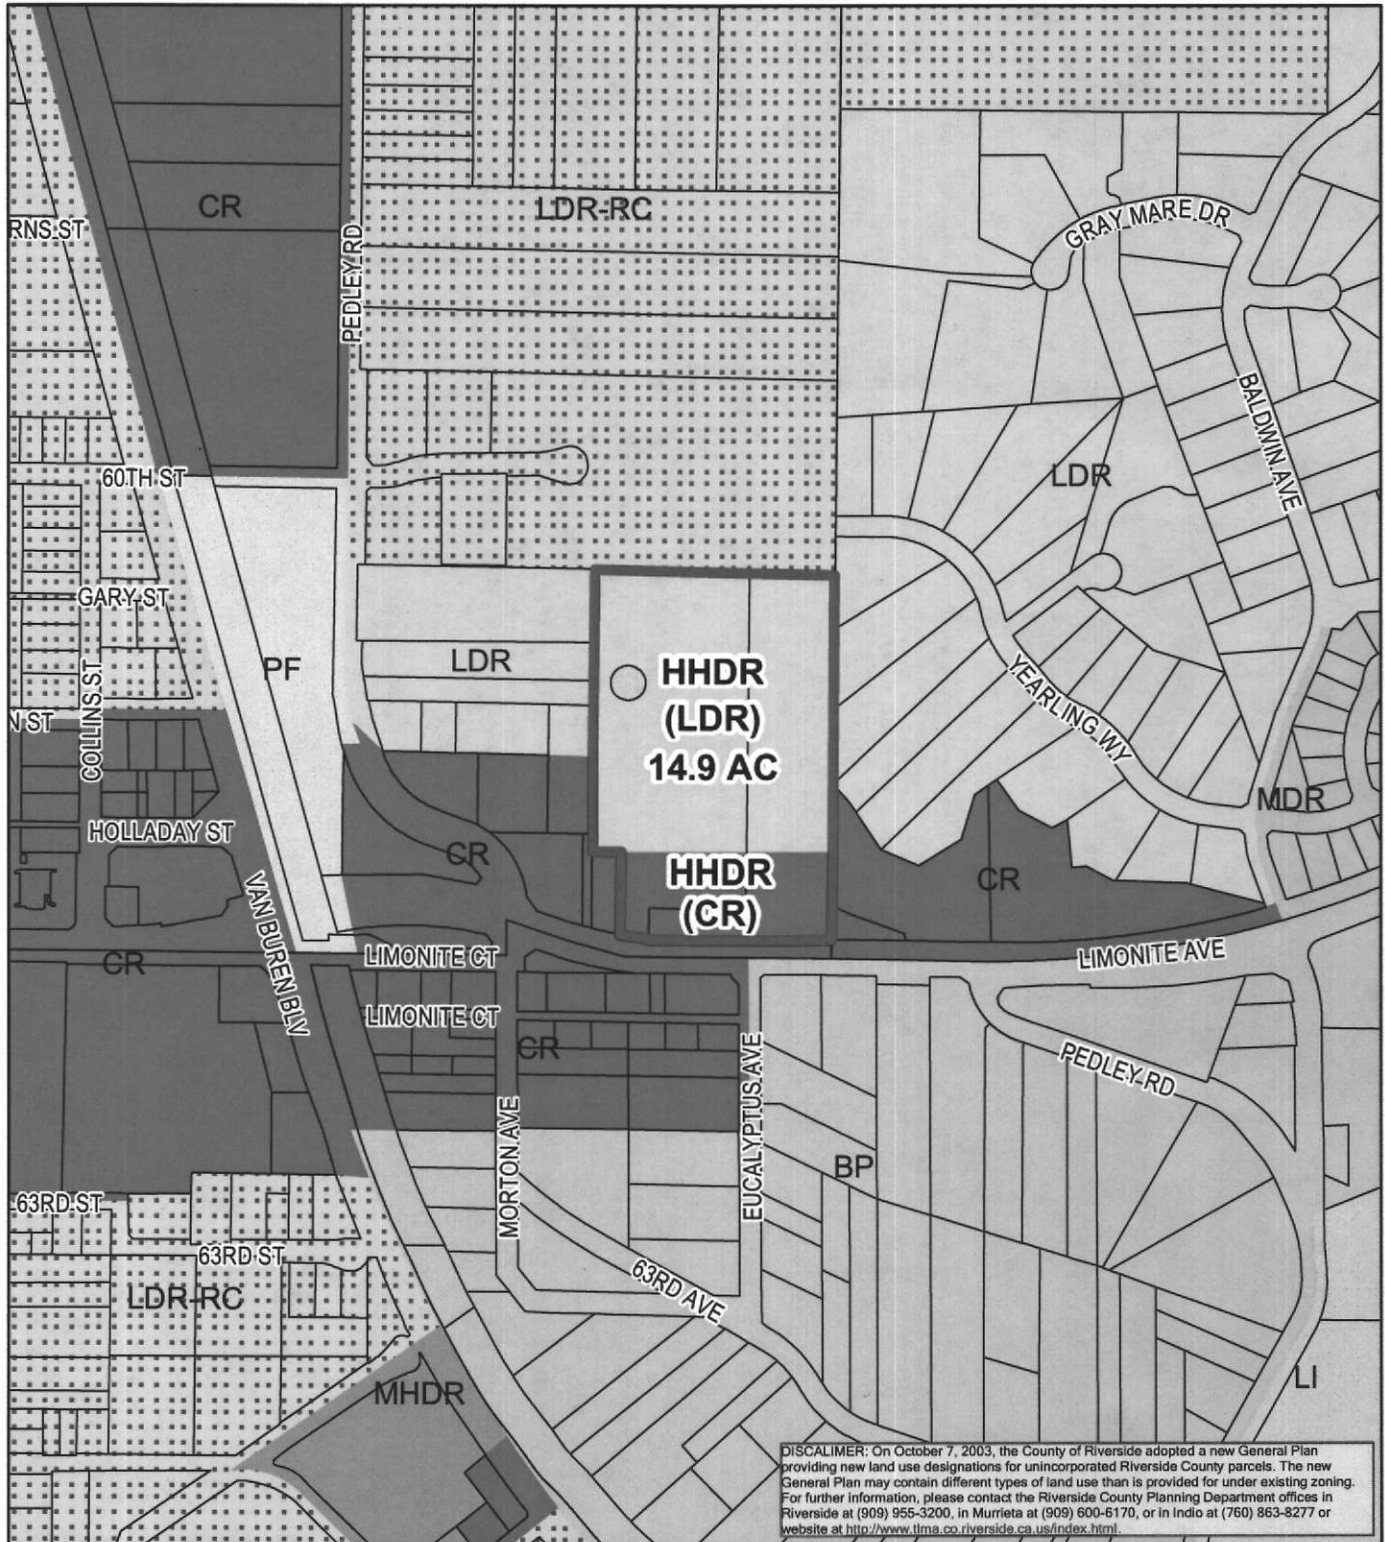 CR
LDR-RC
RNS ST
PEDLEY RD
GRAY MARE DR
BALDWIN AVE
60TH ST
LDR
GARY ST
PF
LDR
HHDR
(LDR)
14.9 AC
YEARLING WY
COLLINS ST
N ST
MDR
HOLLADAY ST
CR
HHDR
(CR)
CR
VAN BUREN BLV
CR
LIMONITE CT
LIMONITE AVE
LIMONITE CT
CR
EUCALYPTUS AVE
PEDLEY RD
MORTON AVE
BP
63RD ST
63RD ST
63RD AVE
LDR-RC
MHDR
LI
DISCALIMER: On October 7, 2003, the County of Riverside adopted a new General Plan
providing new land use designations for unincorporated Riverside County parcels. The new
General Plan may contain different types of land use than is provided for under existing zoning.
For further information, please contact the Riverside County Planning Department offices in
Riverside at (909) 955-3200, in Murrieta at (909) 600-6170, or in Indio at (760) 863-8277 or
website at http://www.tlma.co.riverside.ca.us/index.html.